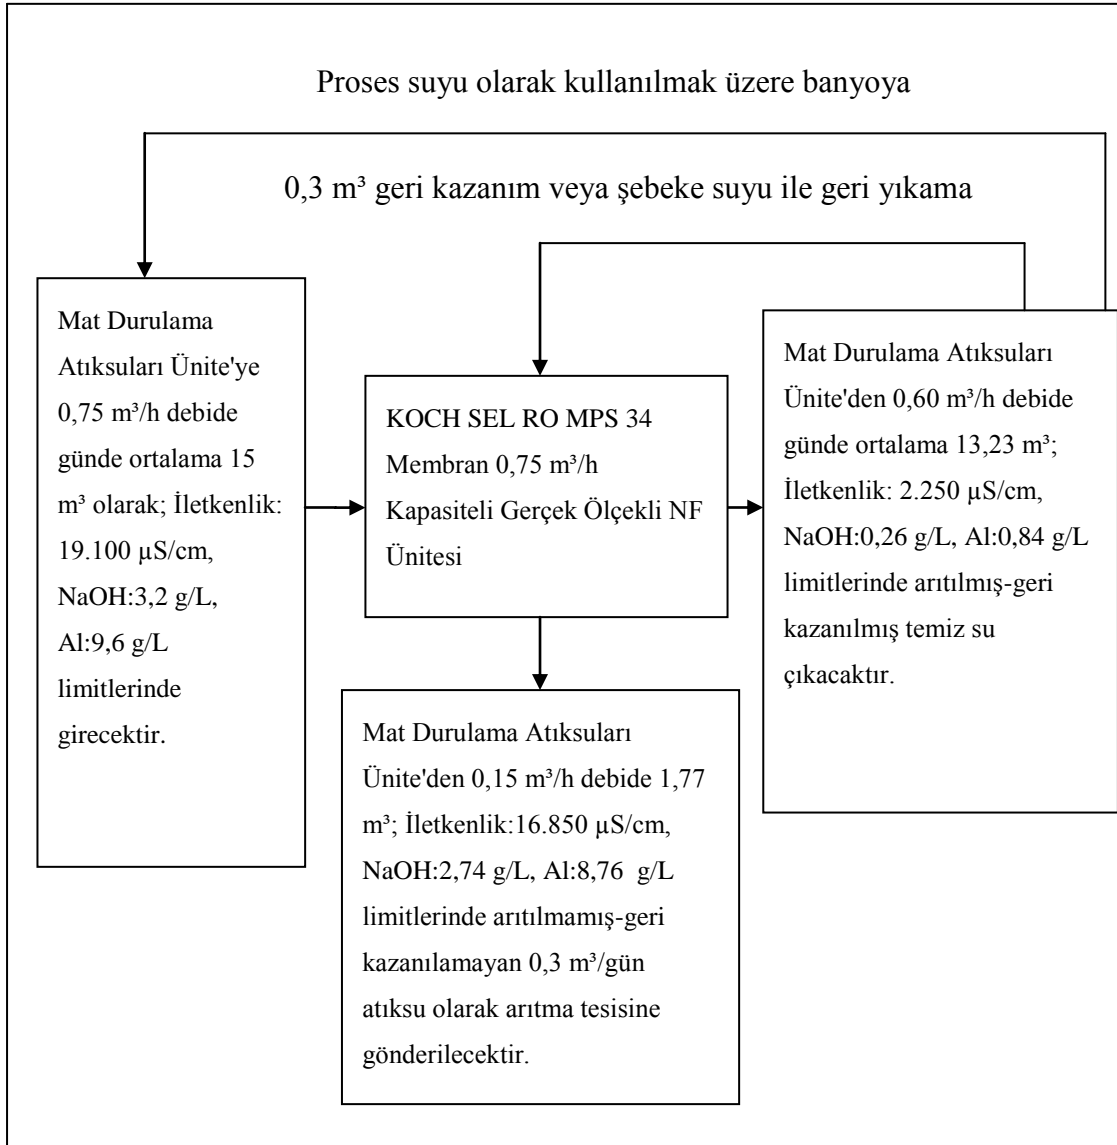 Proses suyu olarak kullanılmak üzere banyoya
0,3 m³ geri kazanım veya şebeke suyu ile geri yıkama
Mat Durulama
Atıksuları Ünite'ye
0,75 m³/h debide
günde ortalama 15
m³ olarak; İletkenlik:
19.100 µS/cm,
NaOH:3,2 g/L,
Al:9,6 g/L
limitlerinde
girecektir.
KOCH SEL RO MPS 34
Membran 0,75 m³/h
Kapasiteli Gerçek Ölçekli NF
Ünitesi
Mat Durulama Atıksuları
Ünite'den 0,60 m³/h debide
günde ortalama 13,23 m³;
İletkenlik: 2.250 µS/cm,
NaOH:0,26 g/L, Al:0,84 g/L
limitlerinde arıtılmış-geri
kazanılmış temiz su
çıkacaktır.
Mat Durulama Atıksuları
Ünite'den 0,15 m³/h debide 1,77
m³; İletkenlik:16.850 µS/cm,
NaOH:2,74 g/L, Al:8,76  g/L
limitlerinde arıtılmamış-geri
kazanılamayan 0,3 m³/gün
atıksu olarak arıtma tesisine
gönderilecektir.